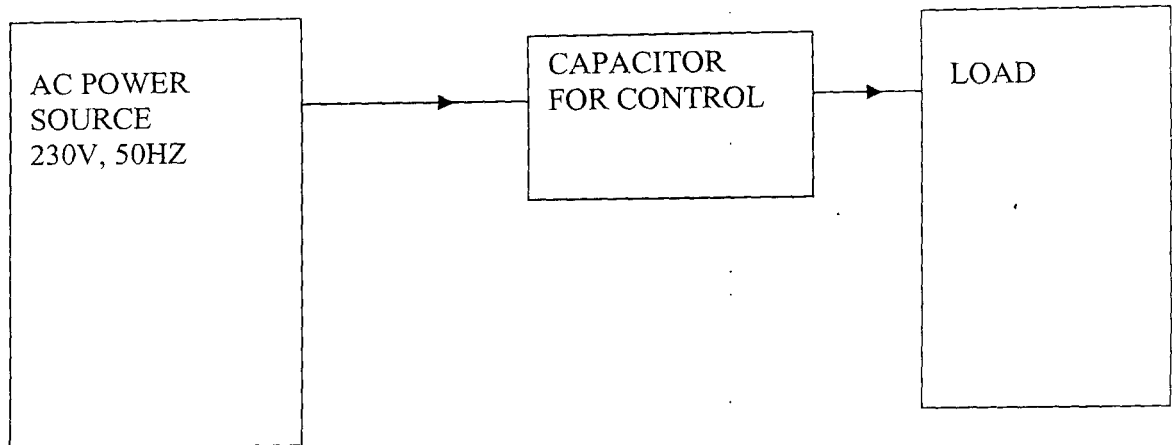 AC POWER
SOURCE
230V, 50HZ
CAPACITOR
FOR CONTROL
LOAD